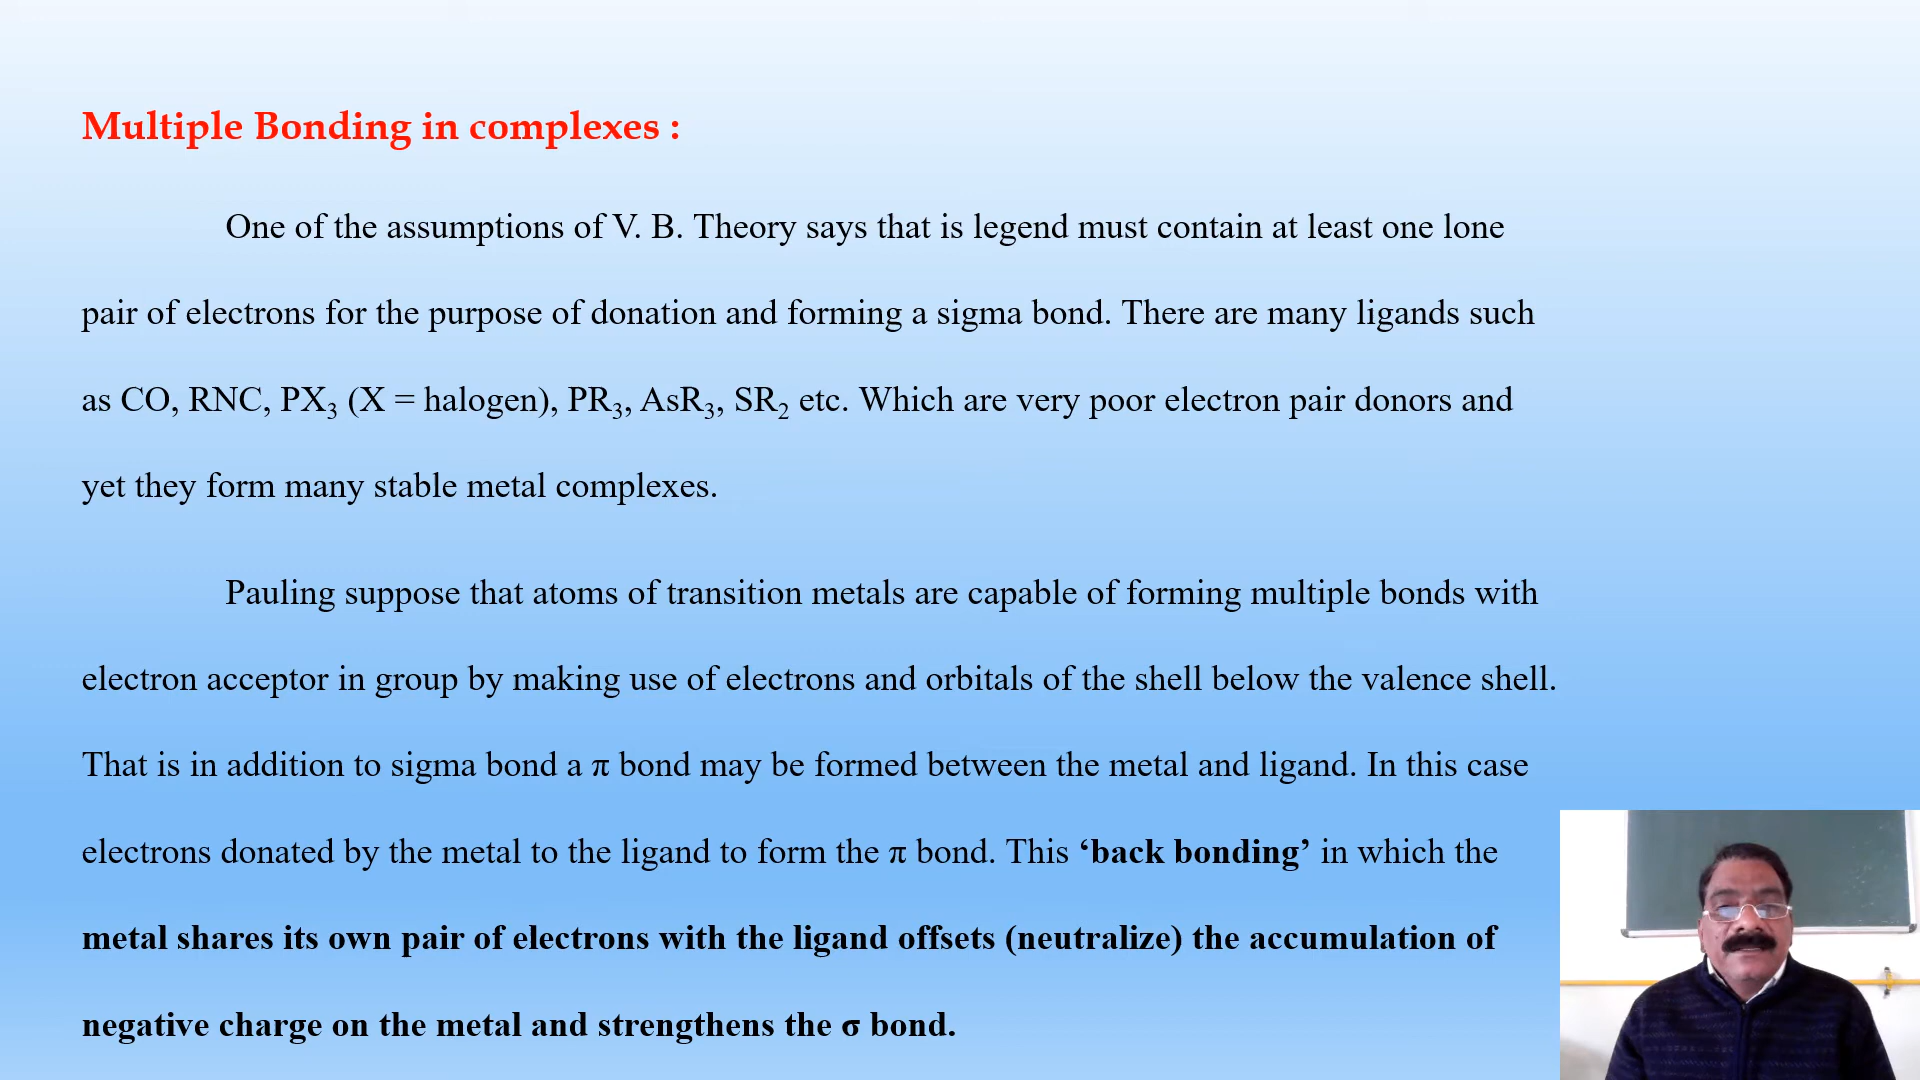 Multiple Bonding in complexes :
One of the assumptions of V. B. Theory says that is legend must contain at least one lone
pair of electrons for the purpose of donation and forming a sigma bond. There are many ligands such
as CO, RNC, PX₃ (X = halogen), PR₃, AsR₃, SR₂ etc. Which are very poor electron pair donors and
yet they form many stable metal complexes.
Pauling suppose that atoms of transition metals are capable of forming multiple bonds with
electron acceptor in group by making use of electrons and orbitals of the shell below the valence shell.
That is in addition to sigma bond a π bond may be formed between the metal and ligand. In this case
electrons donated by the metal to the ligand to form the π bond. This ‘back bonding’ in which the
metal shares its own pair of electrons with the ligand offsets (neutralize) the accumulation of
negative charge on the metal and strengthens the σ bond.